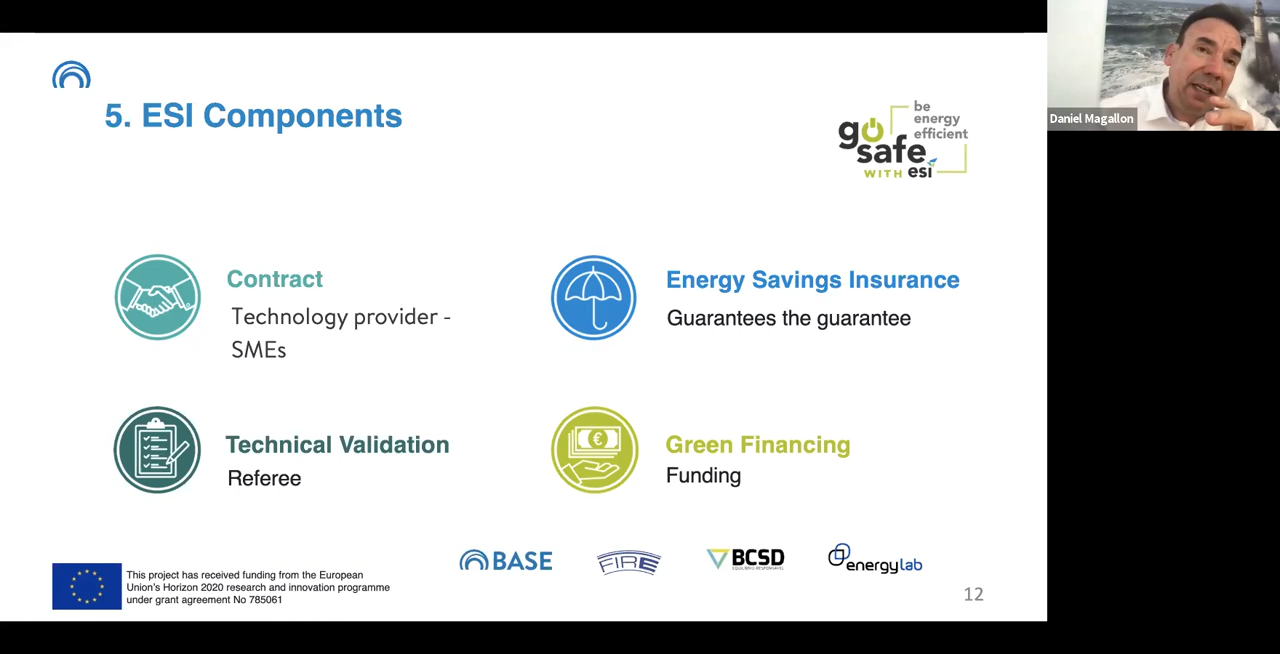 5. ESI Components
be
energy
efficient
go
safe
WITH esi
Daniel Magallon
Contract
Technology provider -
SMEs
Energy Savings Insurance
Guarantees the guarantee
Technical Validation
Referee
Green Financing
Funding
This project has received funding from the European
Union's Horizon 2020 research and innovation programme
under grant agreement No 785061
BASE
FIRE
BCSD
energylab
12